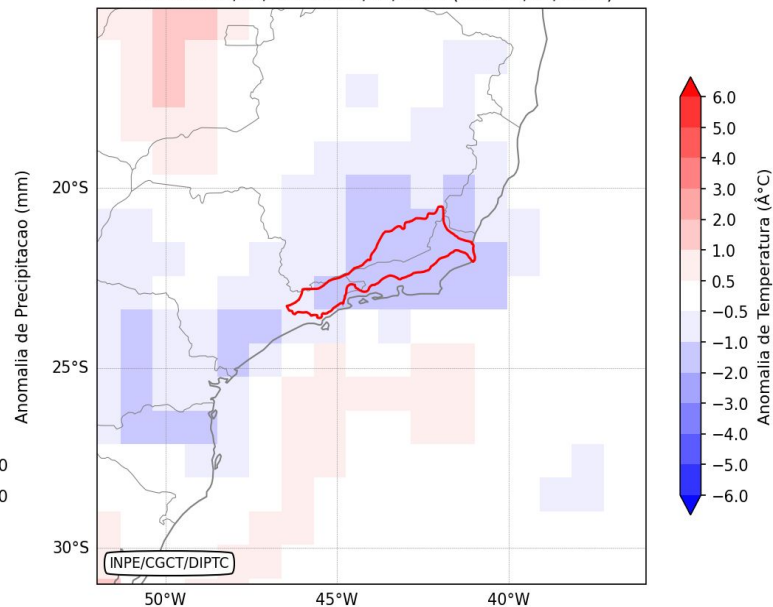 Anomalia de Precipitacao (mm)
20°S
25°S
30°S
50°W
45°W
40°W
INPE/CGCT/DIPTC
0
0
6.0
5.0
4.0
3.0
2.0
1.0
0.5
−0.5
−1.0
−2.0
−3.0
−4.0
−5.0
−6.0
Anomalia de Temperatura (Â°C)